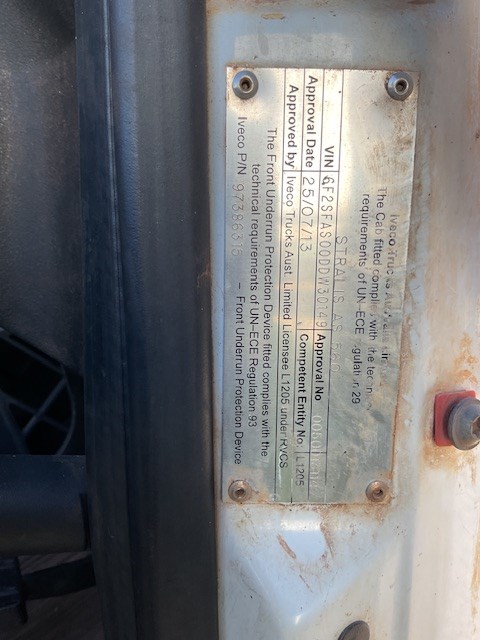 Iveco Trucks
The Cab fitted complies with the
requirements of UN-ECE 29
STRALIS AS
VIN 6F2SFAS00DDW30149 Approval No
Approval Date 25/07/13 Competent Entity No. L1205
Approved by Iveco Trucks Aust. Limited Licensee L1205 under RVCS
The Front Underrun Protection Device fitted complies with the
technical requirements of UN-ECE Regulation 93
Iveco P/N 97386315 - Front Underrun Protection Device